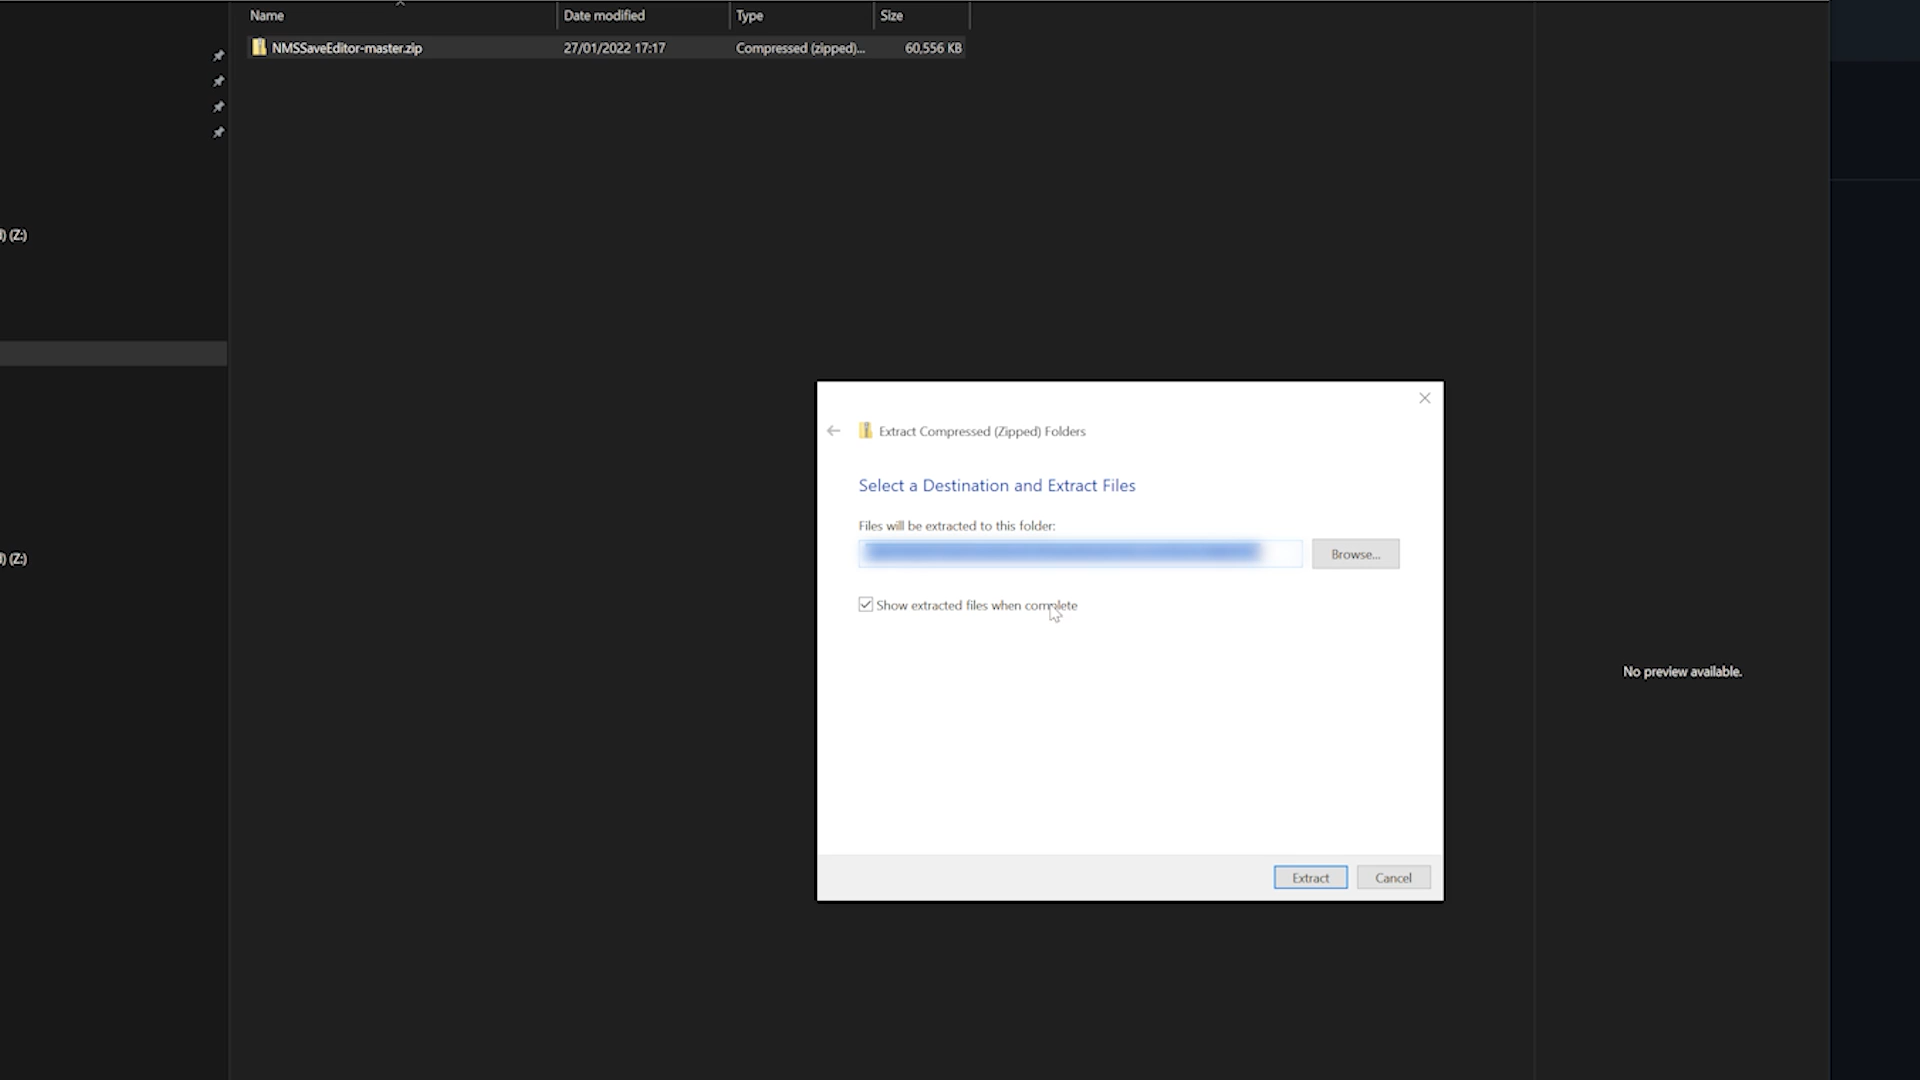 Name Date modified Type Size
NMSSaveEditor-master.zip 27/01/2022 17:17 Compressed (zipped)... 60,556 KB
(Z:)
Extract Compressed (Zipped) Folders
Select a Destination and Extract Files
Files will be extracted to this folder:
Browse...
(Z:)
Show extracted files when complete
No preview available.
Extract Cancel